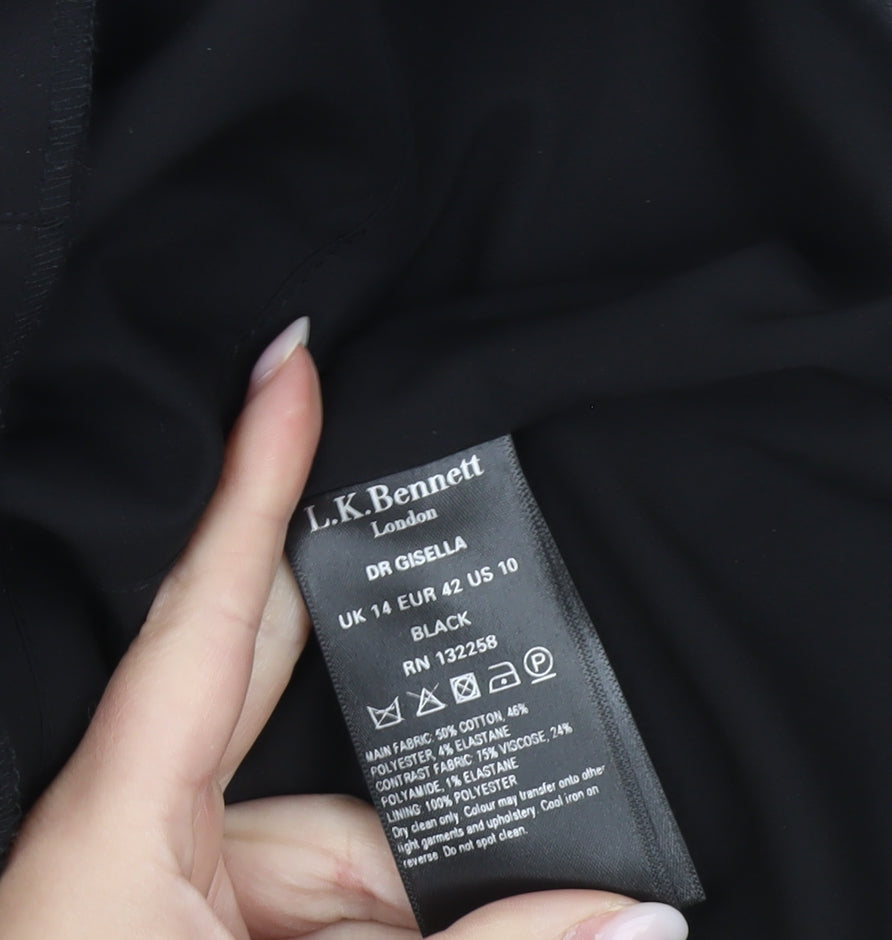 L.K.Bennett
London
DR GISELLA
UK 14 EUR 42 US 10
BLACK
RN 132258
P
MAIN FABRIC: 50% COTTON, 46%
POLYESTER, 4% ELASTANE
CONTRAST FABRIC: 75% VISCOSE, 24%
POLYAMIDE, 1% ELASTANE
LINING: 100% POLYESTER
Dry clean only. Colour may transfer onto other
light garments and upholstery. Cool iron on
reverse. Do not spot clean.